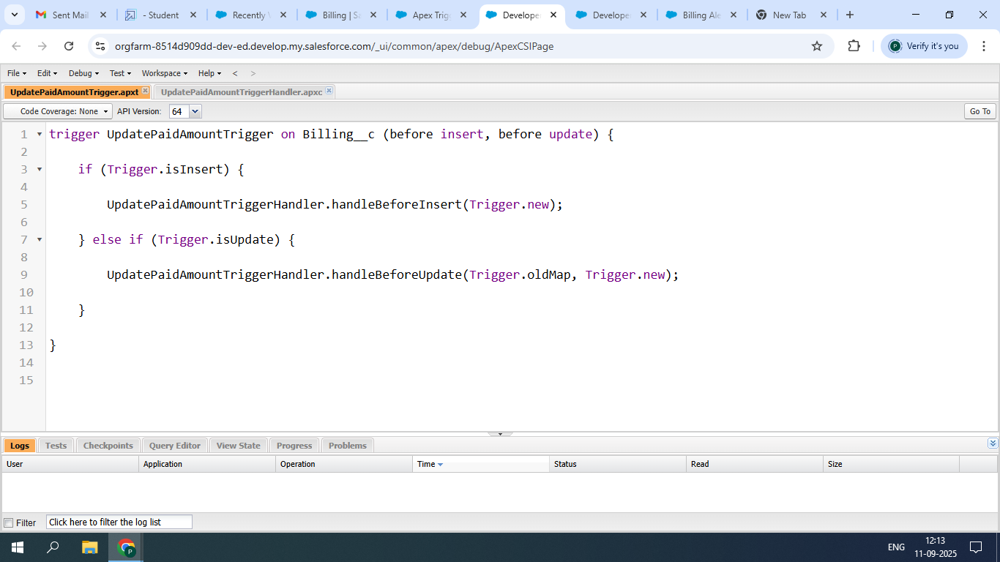 Sent Mail
- Student
Recently
Billing | Sa
Apex Trigg
Develope
Develope
Billing Ale
New Tab
orgfarm-8514d909dd-dev-ed.develop.my.salesforce.com/_ui/common/apex/debug/ApexCSIPage
P
Verify it's you
File Edit Debug Test Workspace Help < >
UpdatePaidAmountTrigger.apxt UpdatePaidAmountTriggerHandler.apxc
Code Coverage: None API Version: 64 Go To
1 trigger UpdatePaidAmountTrigger on Billing__c (before insert, before update) {
2
3 if (Trigger.isInsert) {
4
5 UpdatePaidAmountTriggerHandler.handleBeforeInsert(Trigger.new);
6
7 } else if (Trigger.isUpdate) {
8
9 UpdatePaidAmountTriggerHandler.handleBeforeUpdate(Trigger.oldMap, Trigger.new);
10
11 }
12
13 }
14
15
Logs Tests Checkpoints Query Editor View State Progress Problems
User Application Operation Time Status Read Size
Filter Click here to filter the log list
P
ENG
12:13
11-09-2025